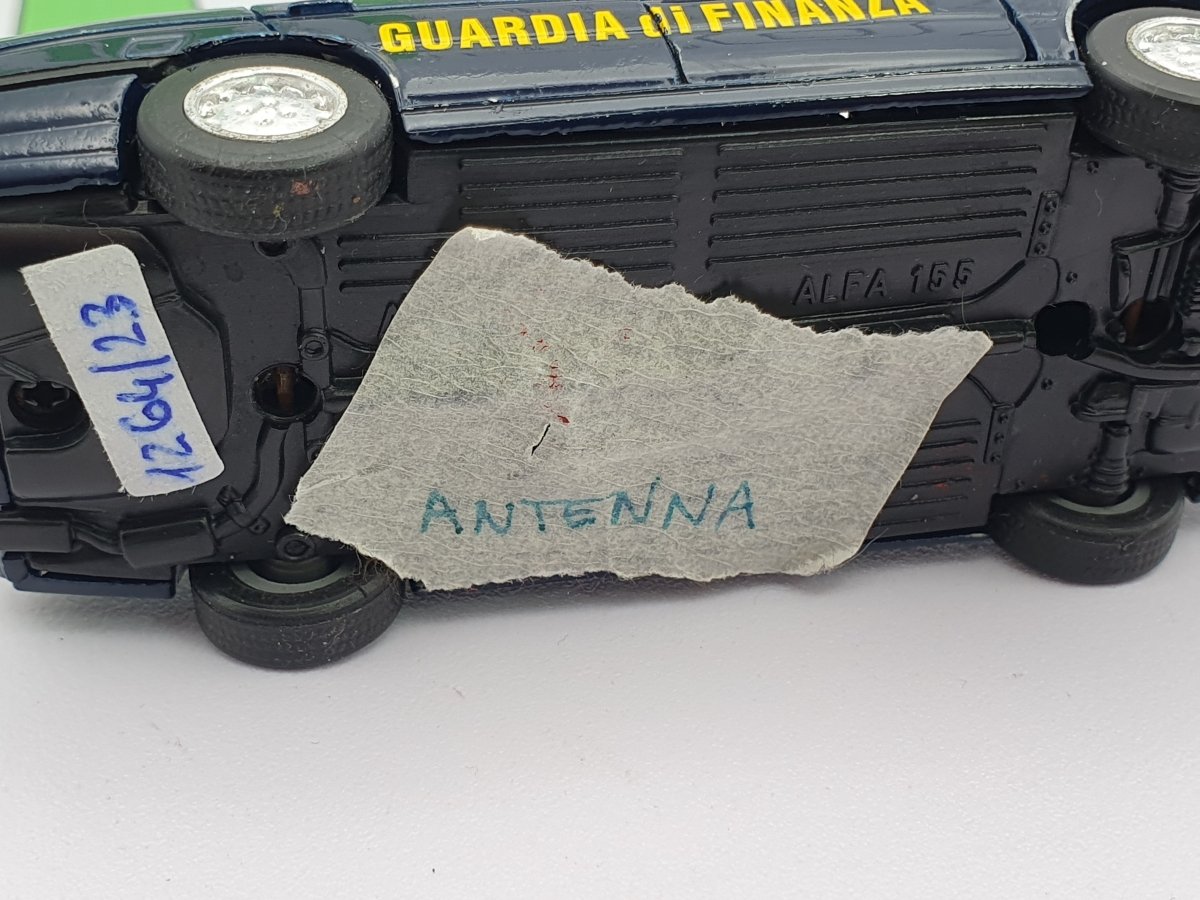 GUARDIA di FINANZA
ALFA 155
1264/23
ANTENNA